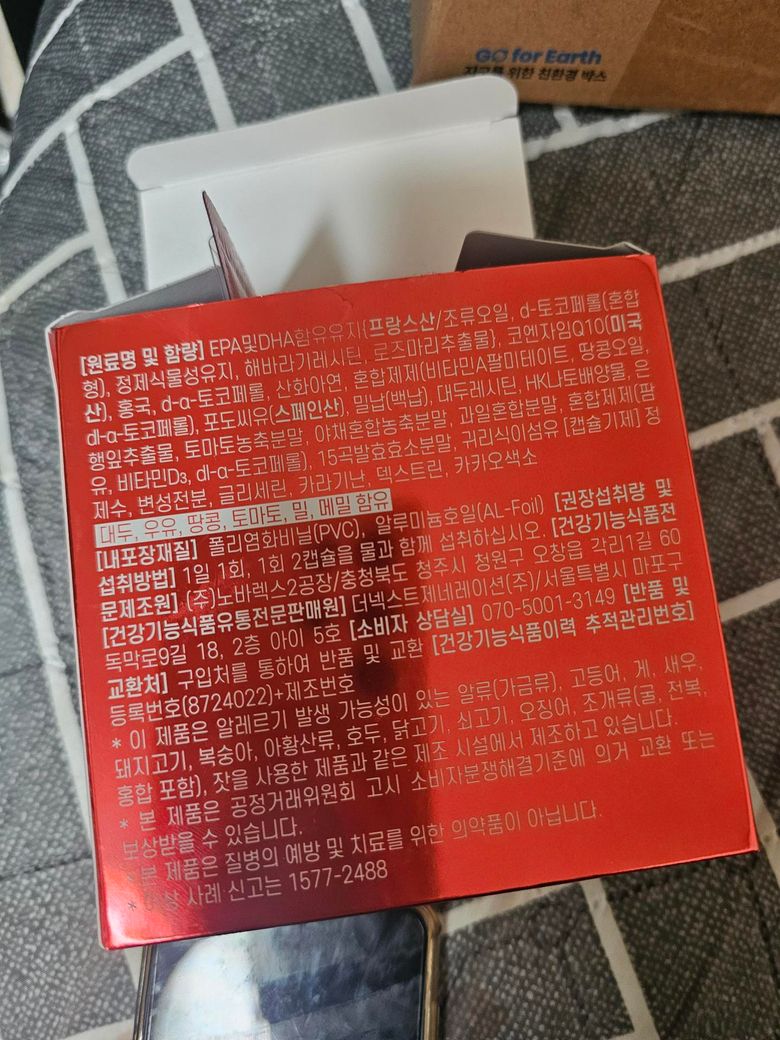 GO for Earth
지구를 위한 친환경 박스
[원료명 및 함량] EPA및DHA함유유지[프랑스산/조류오일, d-토코페롤(혼합
형), 정제식물성유지, 해바라기레시틴, 로즈마리추출물), 코엔자임Q10(미국
산), 홍국, d-α-토코페롤, 산화아연, 혼합제제(비타민A팔미테이트, 땅콩오일,
dl-α-토코페롤), 포도씨유(스페인산), 밀납(백납), 대두레시틴, HK나토배양물, 은
행잎추출물, 토마토농축분말, 야채혼합농축분말, 과일혼합분말, 혼합제제(팜
유, 비타민D₃, dl-α-토코페롤), 15곡발효효소분말, 귀리식이섬유 [캡슐기제] 정
제수, 변성전분, 글리세린, 카라기난, 덱스트린, 카카오색소
대두, 우유, 땅콩, 토마토, 밀, 메밀 함유
[내포장재질] 폴리염화비닐(PVC), 알루미늄호일(AL-Foil) [권장섭취량 및
섭취방법] 1일 1회, 1회 2캡슐을 물과 함께 섭취하십시오. [건강기능식품전
문제조원] (주)노바렉스2공장/충청북도 청주시 청원구 오창읍 각리1길 60
[건강기능식품유통전문판매원] 더넥스트제네레이션(주)/서울특별시 마포구
독막로9길 18, 2층 아이 5호 [소비자 상담실] 070-5001-3149 [반품 및
교환처] 구입처를 통하여 반품 및 교환 [건강기능식품이력 추적관리번호]
등록번호(8724022)+제조번호
* 이 제품은 알레르기 발생 가능성이 있는 알류(가금류), 고등어, 게, 새우,
돼지고기, 복숭아, 아황산류, 호두, 닭고기, 쇠고기, 오징어, 조개류(굴, 전복,
홍합 포함), 잣을 사용한 제품과 같은 제조 시설에서 제조하고 있습니다.
* 본 제품은 공정거래위원회 고시 소비자분쟁해결기준에 의거 교환 또는
보상받을 수 있습니다.
*본 제품은 질병의 예방 및 치료를 위한 의약품이 아닙니다.
* 이상 사례 신고는 1577-2488